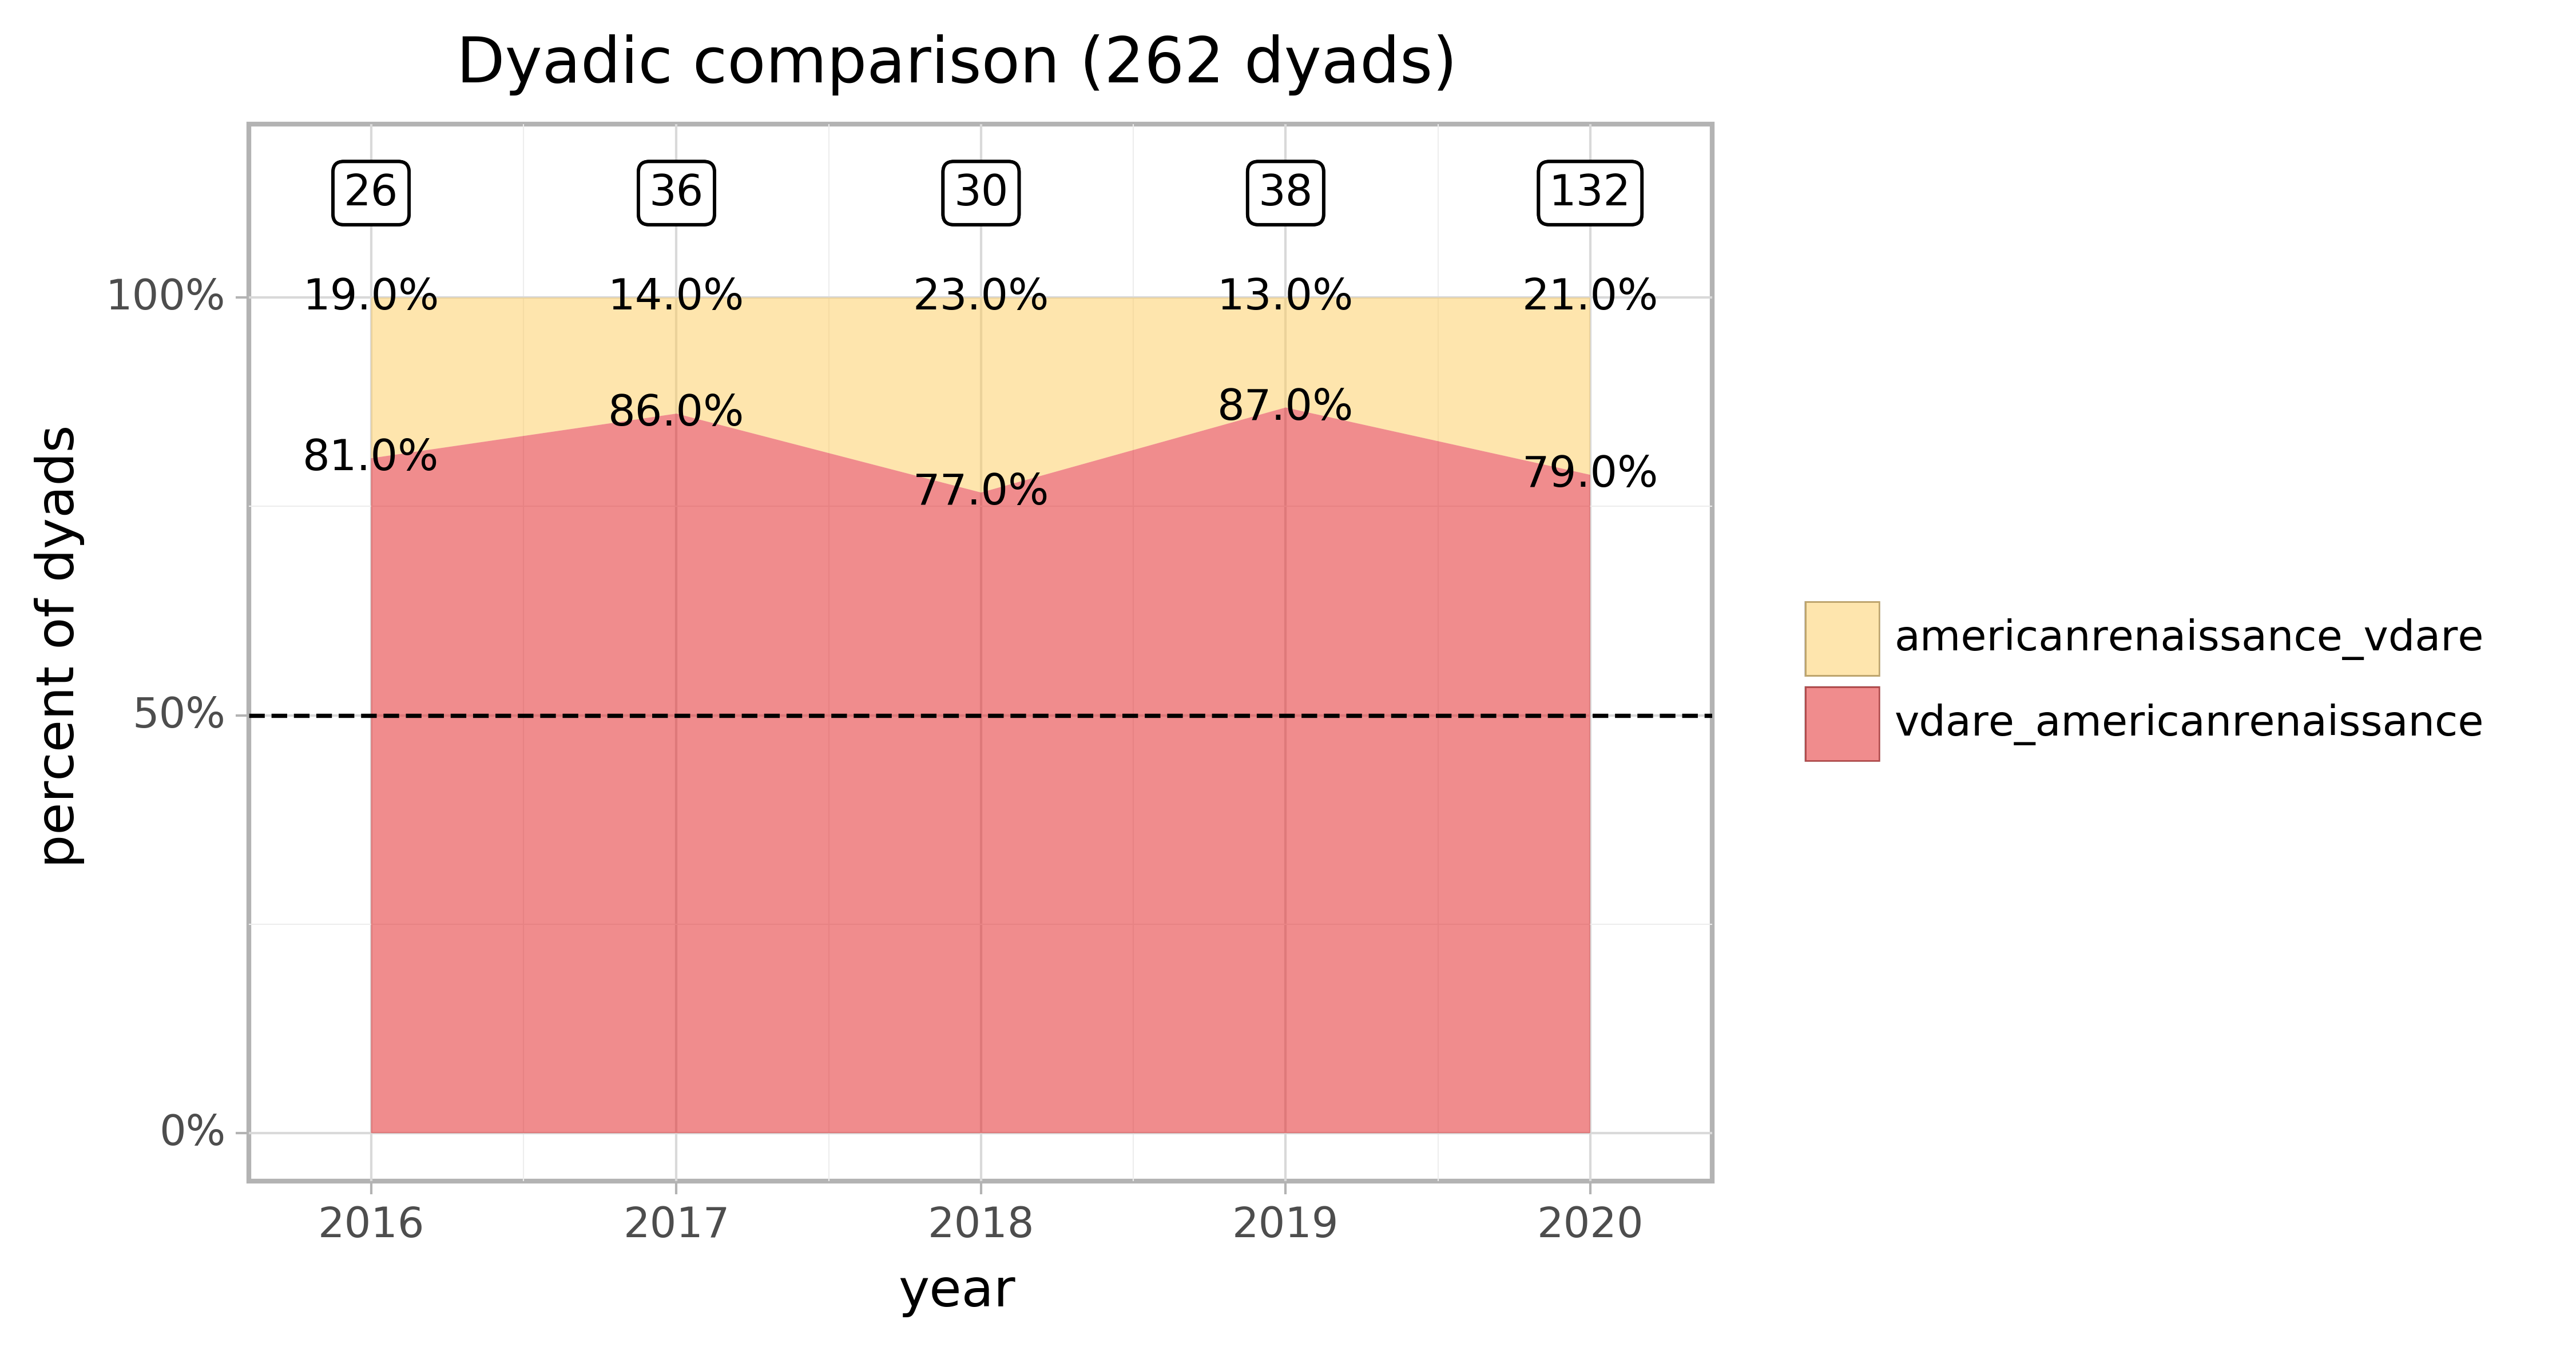 Dyadic comparison (262 dyads)
26 36 30 38 132
100% 19.0% 14.0% 23.0% 13.0% 21.0%
81.0% 86.0% 77.0% 87.0% 79.0%
50%
0%
2016 2017 2018 2019 2020
year
percent of dyads
americanrenaissance_vdare
vdare_americanrenaissance